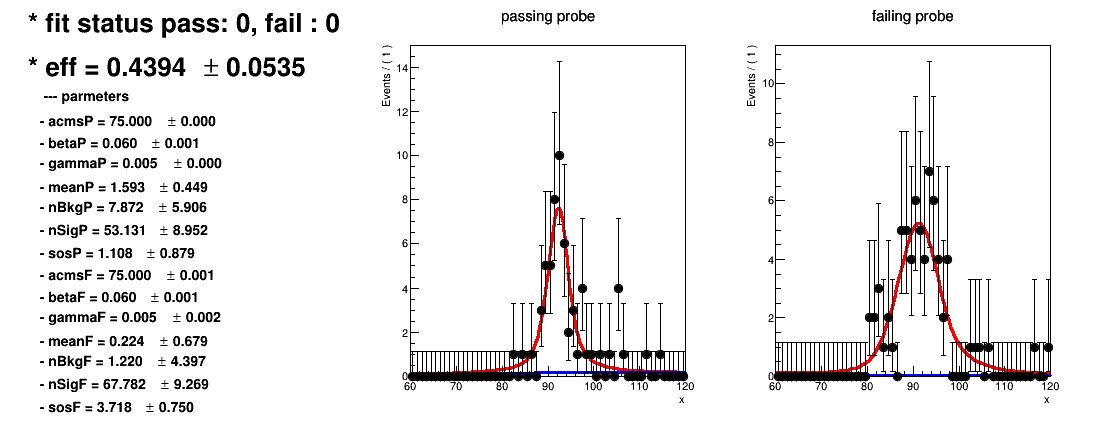 * fit status pass: 0, fail : 0
* eff = 0.4394 ± 0.0535
--- parmeters
- acmsP = 75.000 ± 0.000
- betaP = 0.060 ± 0.001
- gammaP = 0.005 ± 0.000
- meanP = 1.593 ± 0.449
- nBkgP = 7.872 ± 5.906
- nSigP = 53.131 ± 8.952
- sosP = 1.108 ± 0.879
- acmsF = 75.000 ± 0.001
- betaF = 0.060 ± 0.001
- gammaF = 0.005 ± 0.002
- meanF = 0.224 ± 0.679
- nBkgF = 1.220 ± 4.397
- nSigF = 67.782 ± 9.269
- sosF = 3.718 ± 0.750
passing probe
Events / ( 1 )
14
12
10
8
6
4
2
0
60 70 80 90 100 110 120
x
failing probe
Events / ( 1 )
10
8
6
4
2
0
60 70 80 90 100 110 120
x